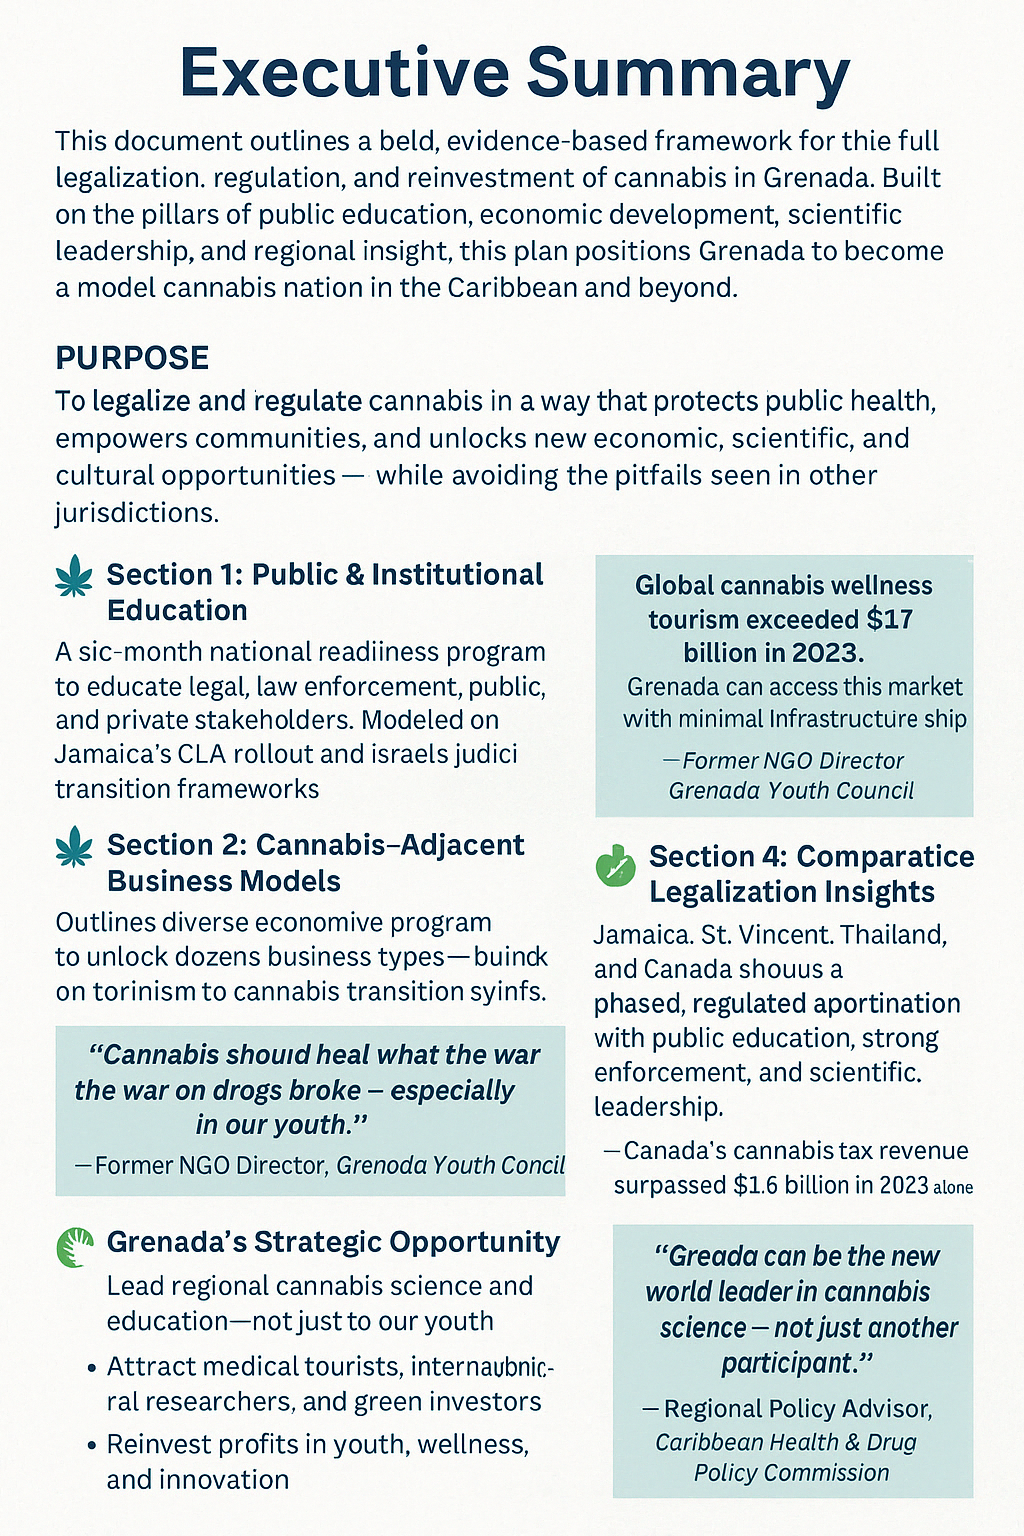 Executive Summary
This document outlines a beld, evidence-based framework for thie full
legalization. regulation, and reinvestment of cannabis in Grenada. Built
on the pillars of public education, economic development, scientific
leadership, and regional insight, this plan positions Grenada to become
a model cannabis nation in the Caribbean and beyond.
PURPOSE
To legalize and regulate cannabis in a way that protects public health,
empowers communities, and unlocks new economic, scientific, and
cultural opportunities — while avoiding the pitfails seen in other
jurisdictions.
Section 1: Public & Institutional
Education
A sic-month national readiiness program
to educate legal, law enforcement, public,
and private stakeholders. Modeled on
Jamaica's CLA rollout and israels judici
transition frameworks
Section 2: Cannabis–Adjacent
Business Models
Outlines diverse economive program
to unlock dozens business types — buindk
on torinism to cannabis transition syinfs.
“Cannabis shouıd heal what the war
the war on drogs broke – especially
in our youth.”
—Former NGO Director, Grenoda Youth Concil
Grenada's Strategic Opportunity
Lead regional cannabis science and
education—not just to our youth
• Attract medical tourists, internaubnic-
ral researchers, and green investors
• Reinvest profits in youth, wellness,
and innovation
Global cannabis wellness
tourism exceeded $17
billion in 2023.
Grenada can access this market
with minimal Infrastructure ship
—Former NGO Director
Grenada Youth Council
Section 4: Comparatice
Legalization Insights
Jamaica. St. Vincent. Thailand,
and Canada shouus a
phased, regulated aportination
with public education, strong
enforcement, and scientific.
leadership.
—Canada's cannabis tax revenue
surpassed $1.6 billion in 2023 alone
“Greada can be the new
world leader in cannabis
science – not just another
participant.”
— Regional Policy Advisor,
Caribbean Health & Drug
Policy Commission